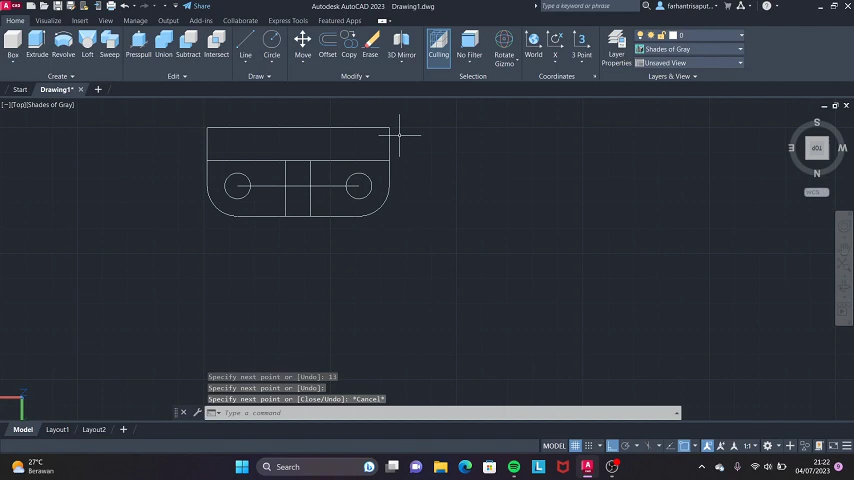 Share
Autodesk AutoCAD 2023 Drawing1.dwg
Type a keyword or phrase
farhantrisaput...
Home Visualize Annotate Manage Output Add-ins Collaborate Express Tools Featured Apps
Box Extrude Revolve Loft Sweep Presspull Union Subtract Intersect Line Circle Move Offset Copy Erase 3D Mirror Culling No Filter Rotate Gizmo World X 3 Point Layer Properties
0
Shades of Gray
Unsaved View
Create Edit Draw Modify Selection Coordinates Layers & View
Start Drawing1*
[−][Top][Shades of Gray]
S
E TOP W
N
WCS
Specify next point or [Undo]: 13
Specify next point or [Undo]:
Specify next point or [Close/Undo]: *Cancel*
Type a command
Model Layout1 Layout2
MODEL 1:1
27°C
Berawan
Search
21:22
04/07/2023